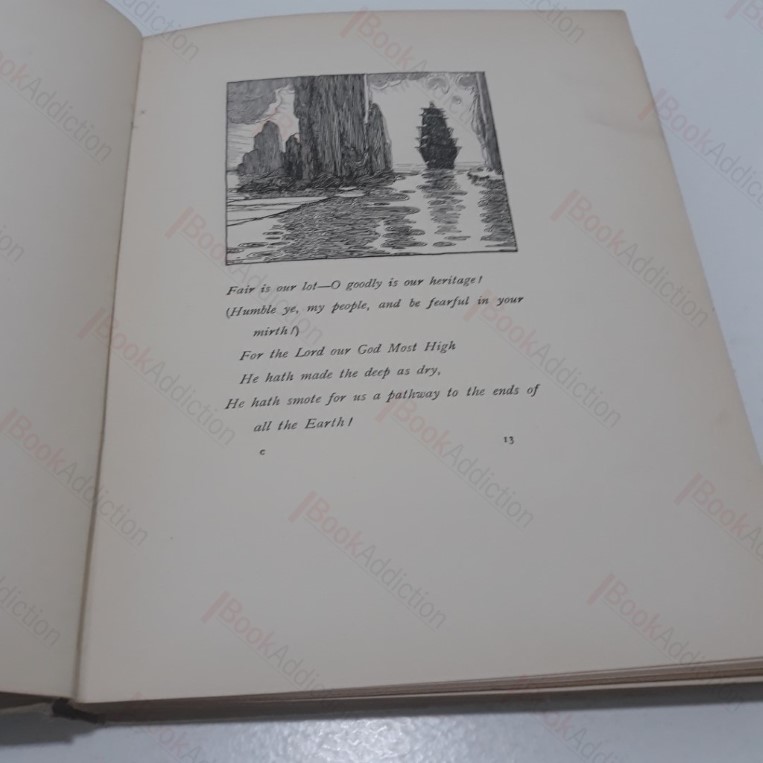 Fair is our lot—O goodly is our heritage!
(Humble ye, my people, and be fearful in your
mirth!)
For the Lord our God Most High
He hath made the deep as dry,
He hath smote for us a pathway to the ends of
all the Earth!
c 13
BookAddiction